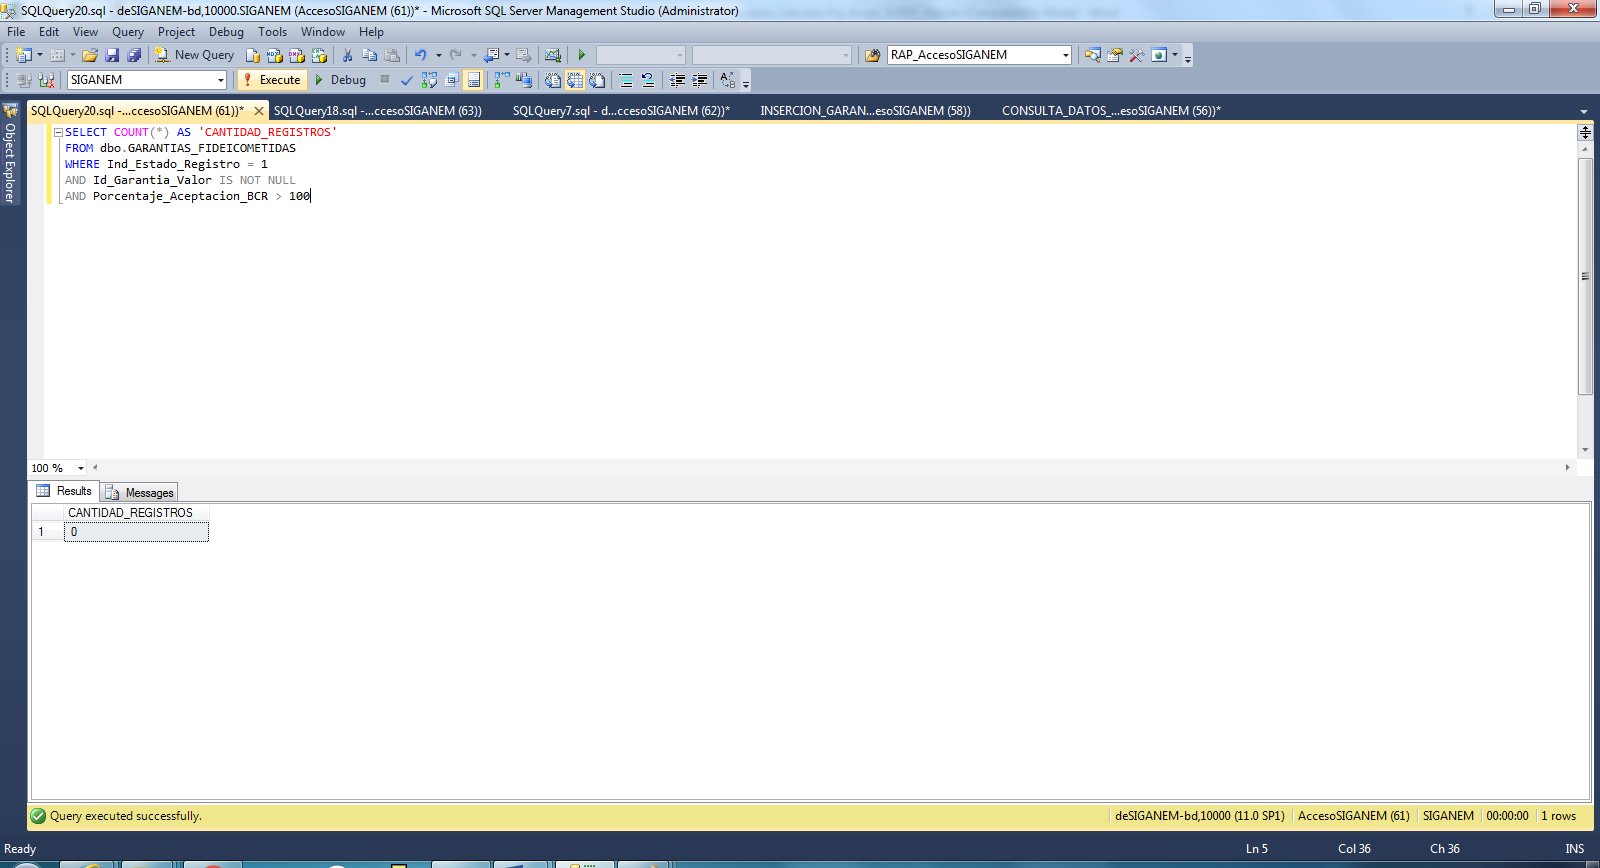 SQLQuery20.sql - deSIGANEM-bd,10000.SIGANEM (AccesoSIGANEM (61))* - Microsoft SQL Server Management Studio (Administrator)
File Edit View Query Project Debug Tools Window Help
New Query RAP_AccesoSIGANEM
SIGANEM Execute Debug
SQLQuery20.sql -...ccesoSIGANEM (61))* SQLQuery18.sql -...ccesoSIGANEM (63)) SQLQuery7.sql - d...ccesoSIGANEM (62))* INSERCION_GARAN...esoSIGANEM (58)) CONSULTA_DATOS_...esoSIGANEM (56))*
Object Explorer
SELECT COUNT(*) AS 'CANTIDAD_REGISTROS'
FROM dbo.GARANTIAS_FIDEICOMETIDAS
WHERE Ind_Estado_Registro = 1
AND Id_Garantia_Valor IS NOT NULL
AND Porcentaje_Aceptacion_BCR > 100
100 %
Results Messages
CANTIDAD_REGISTROS
1 0
Query executed successfully. deSIGANEM-bd,10000 (11.0 SP1) AccesoSIGANEM (61) SIGANEM 00:00:00 1 rows
Ready Ln 5 Col 36 Ch 36 INS